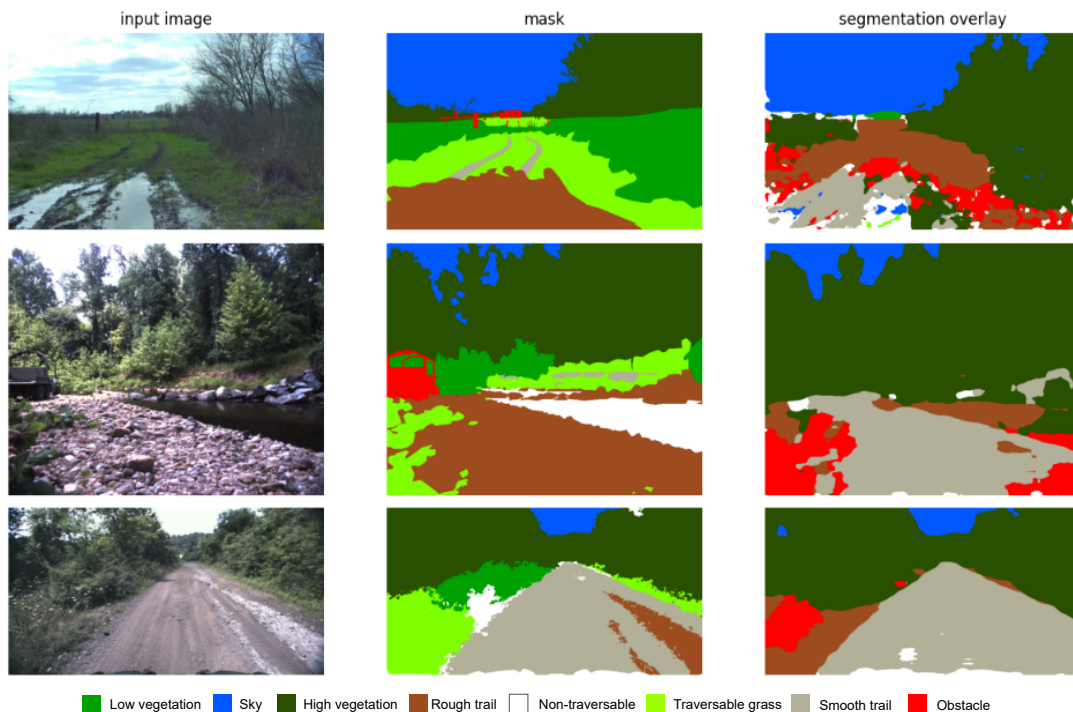 input image mask segmentation overlay
Low vegetation Sky High vegetation Rough trail Non-traversable Traversable grass Smooth trail Obstacle